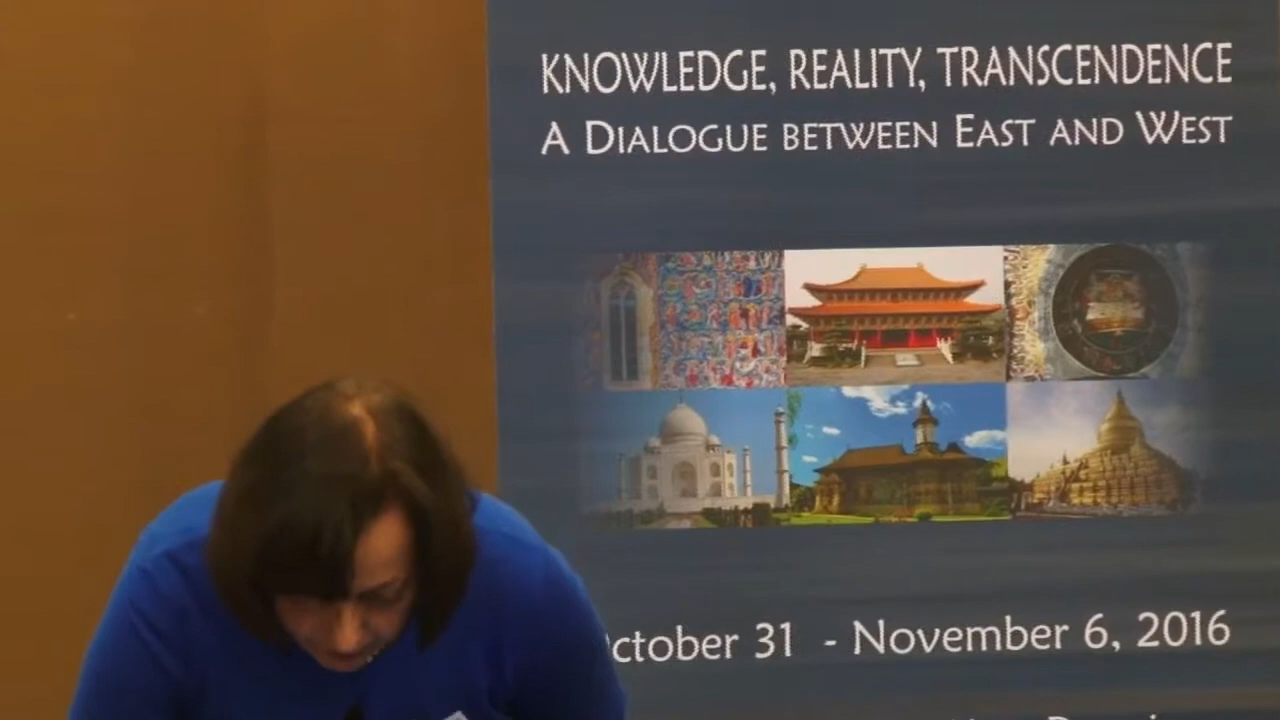 KNOWLEDGE, REALITY, TRANSCENDENCE
A DIALOGUE BETWEEN EAST AND WEST
ctober 31 - November 6, 2016